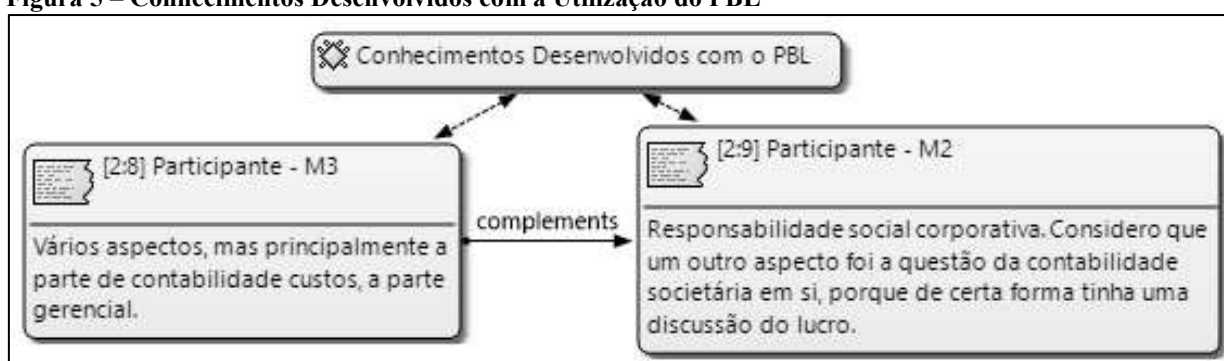 Figura 5 – Conhecimentos Desenvolvidos com a Utilização do PBL
Conhecimentos Desenvolvidos com o PBL
[2:8] Participante - M3
Vários aspectos, mas principalmente a
parte de contabilidade custos, a parte
gerencial.
complements
[2:9] Participante - M2
Responsabilidade social corporativa. Considero que
um outro aspecto foi a questão da contabilidade
societária em si, porque de certa forma tinha uma
discussão do lucro.